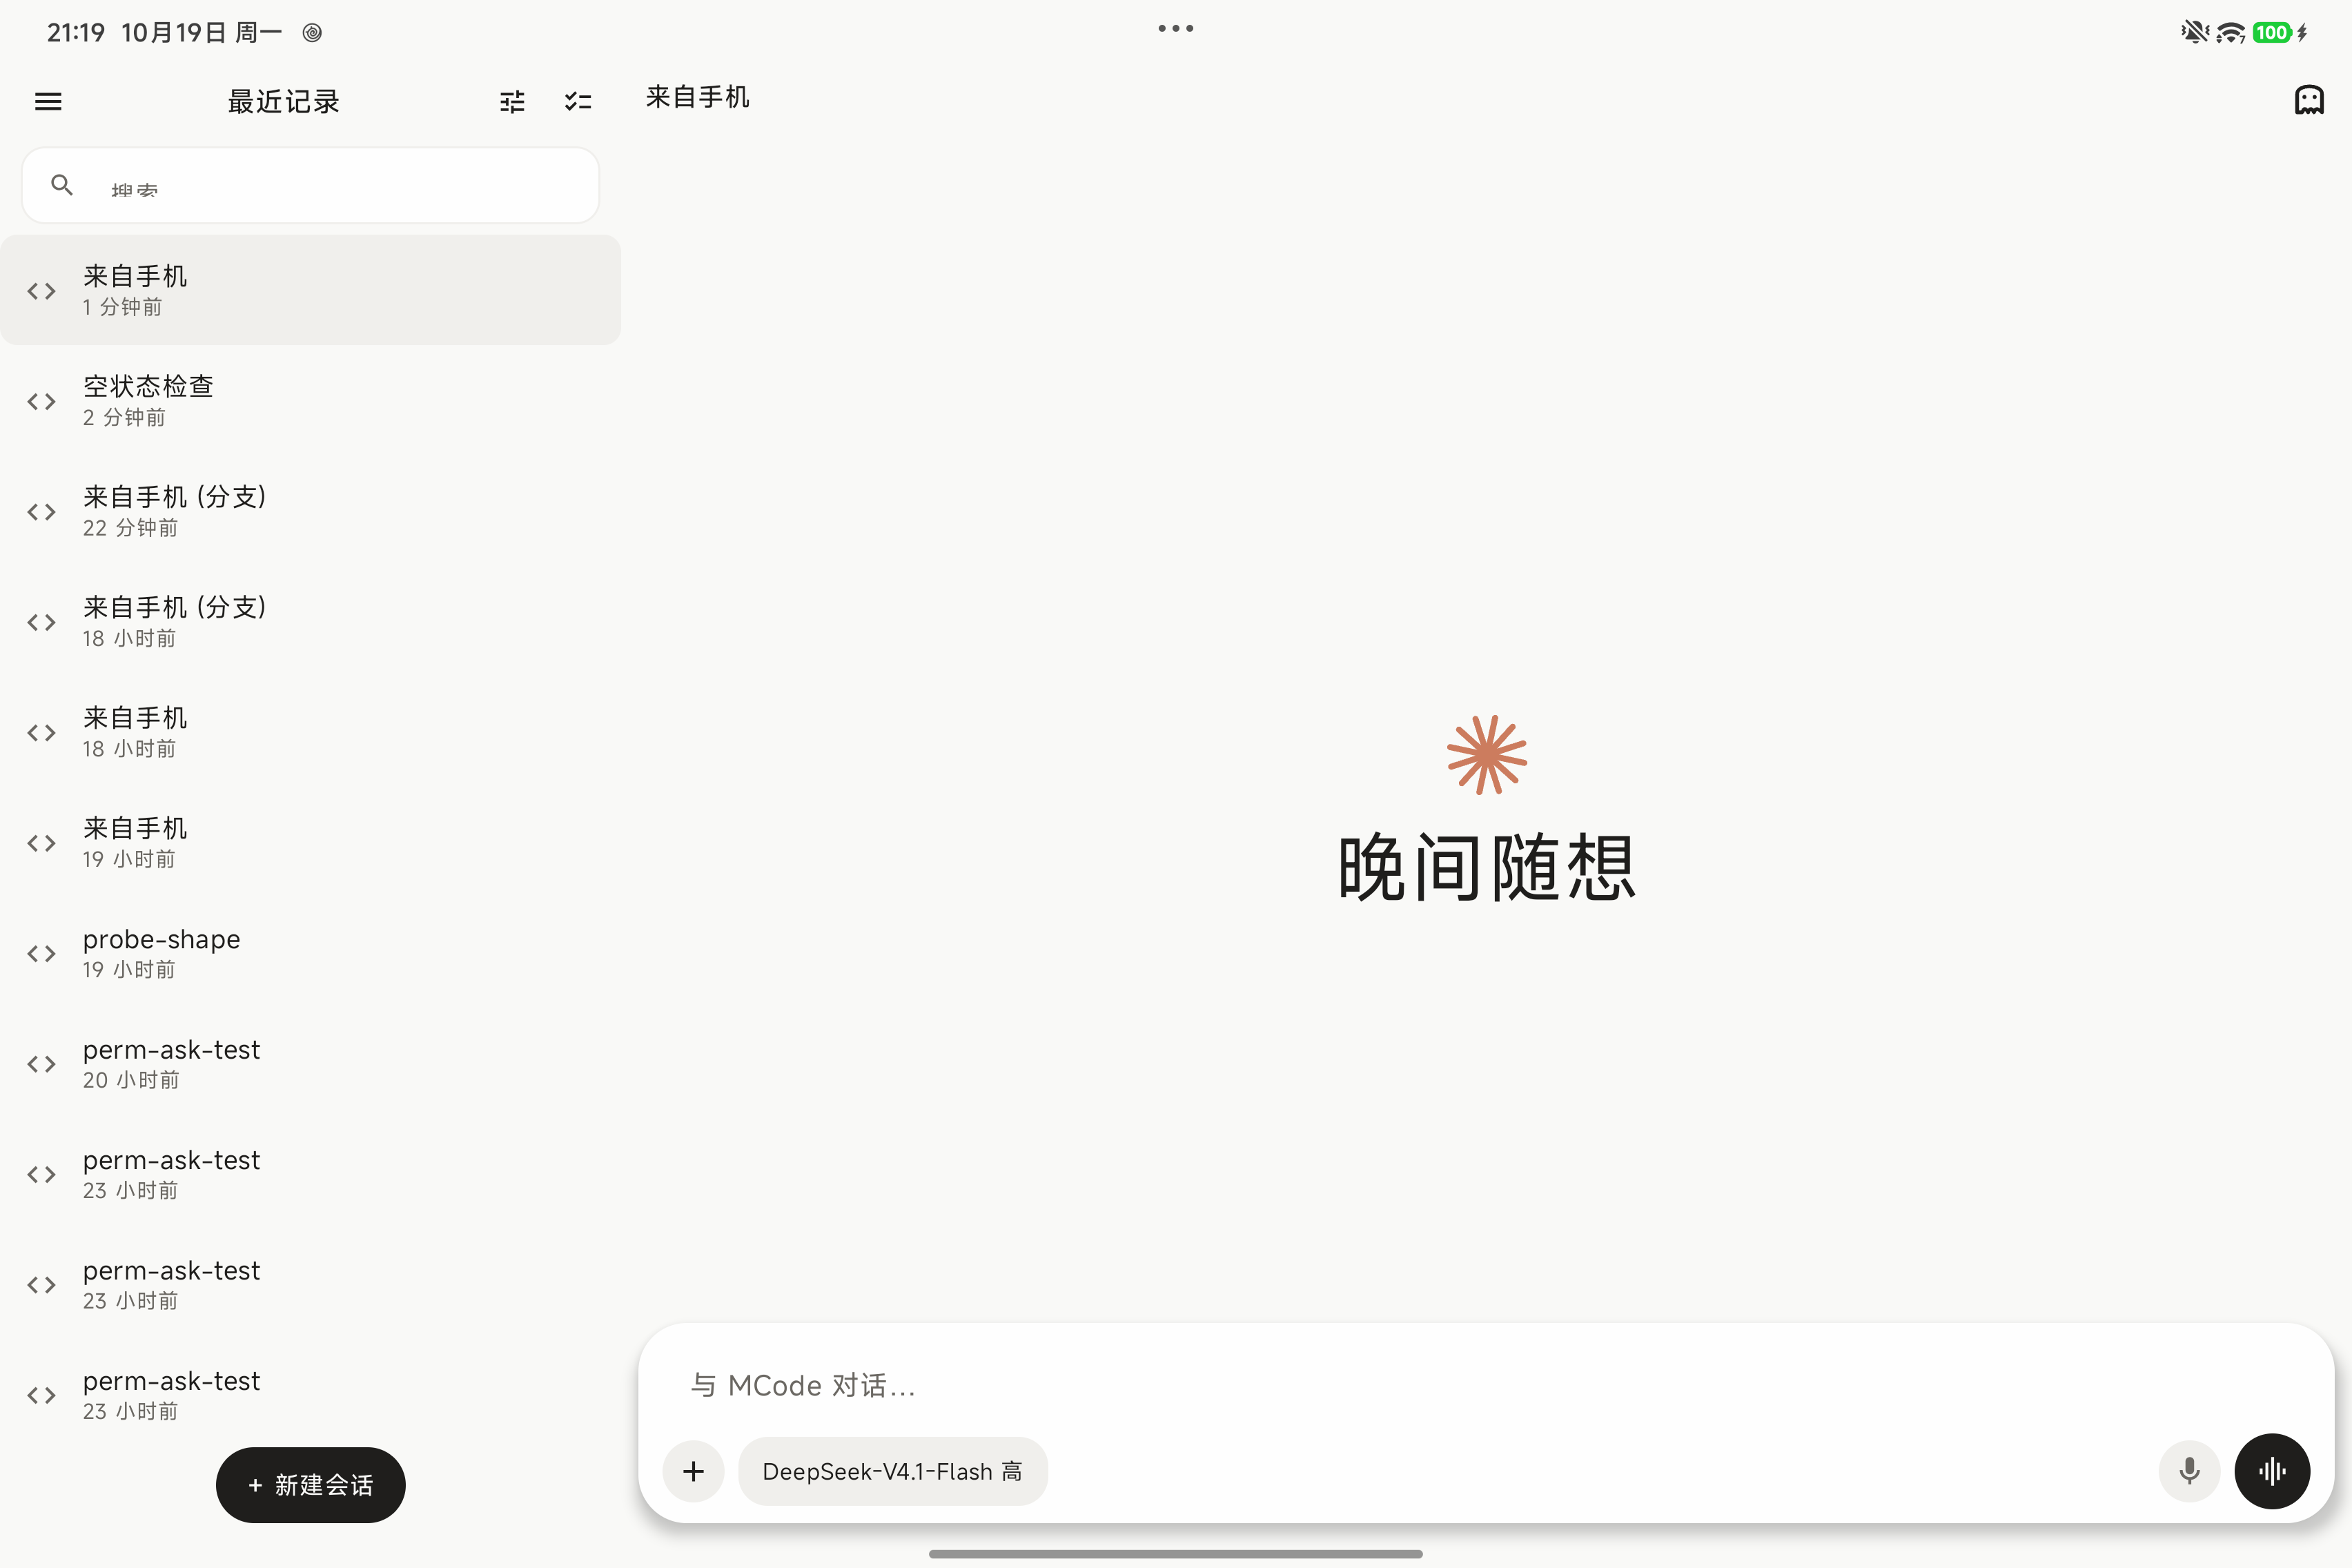 21:19 10月19日 周一
7
100
最近记录
来自手机
搜索
来自手机
1 分钟前
空状态检查
2 分钟前
来自手机 (分支)
22 分钟前
来自手机 (分支)
18 小时前
来自手机
18 小时前
来自手机
19 小时前
probe-shape
19 小时前
perm-ask-test
20 小时前
perm-ask-test
23 小时前
perm-ask-test
23 小时前
perm-ask-test
23 小时前
+ 新建会话
晚间随想
与 MCode 对话...
DeepSeek-V4.1-Flash 高